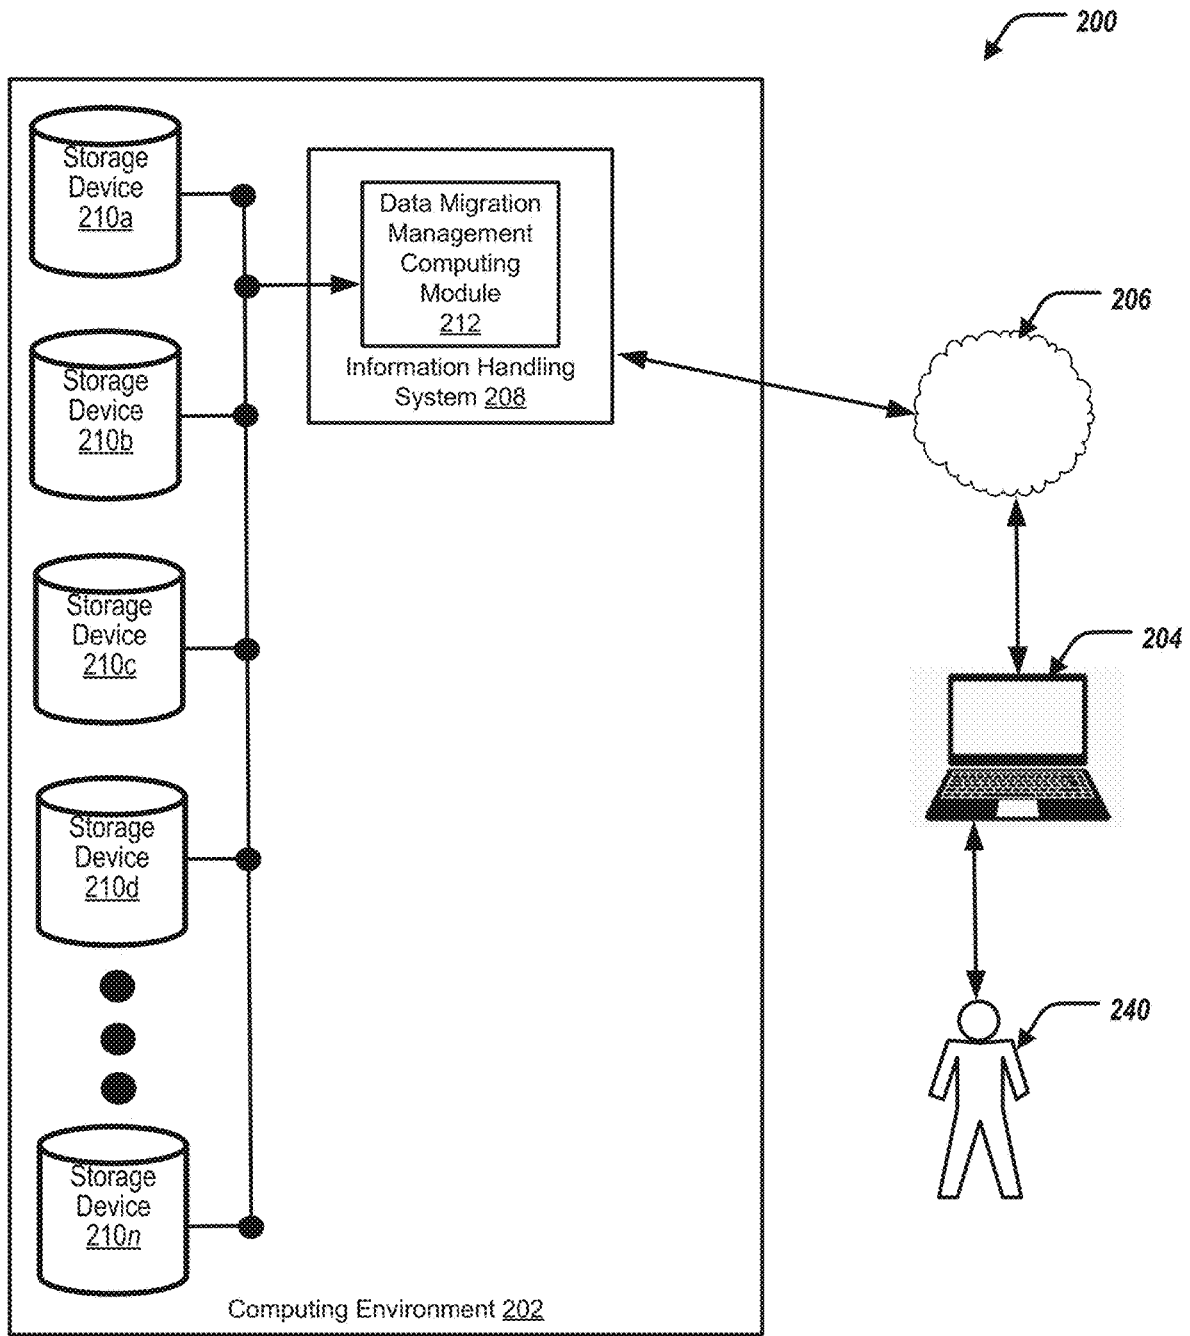 200
Storage
Device
210a
Data Migration
Management
Computing
Module
212
Information Handling
System 208
206
Storage
Device
210b
Storage
Device
210c
204
Storage
Device
210d
240
Storage
Device
210n
Computing Environment 202